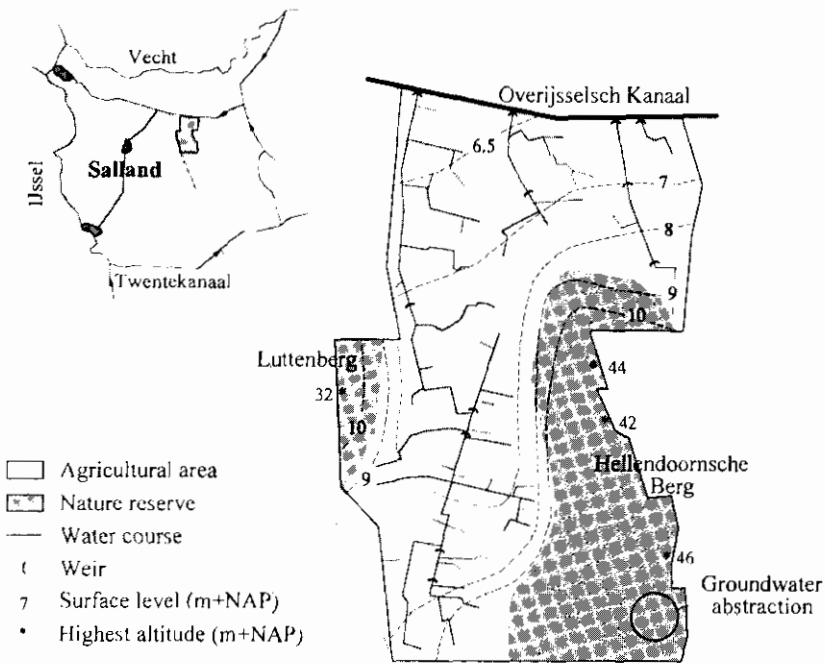 Vecht
IJssel
Salland
Twentekanaal
Overijsselsch Kanaal
6.5
7
8
9
10
Luttenberg
32
10
9
44
42
Hellendoornsche
Berg
46
Groundwater
abstraction
Agricultural area
Nature reserve
Water course
Weir
7 Surface level (m+NAP)
Highest altitude (m+NAP)